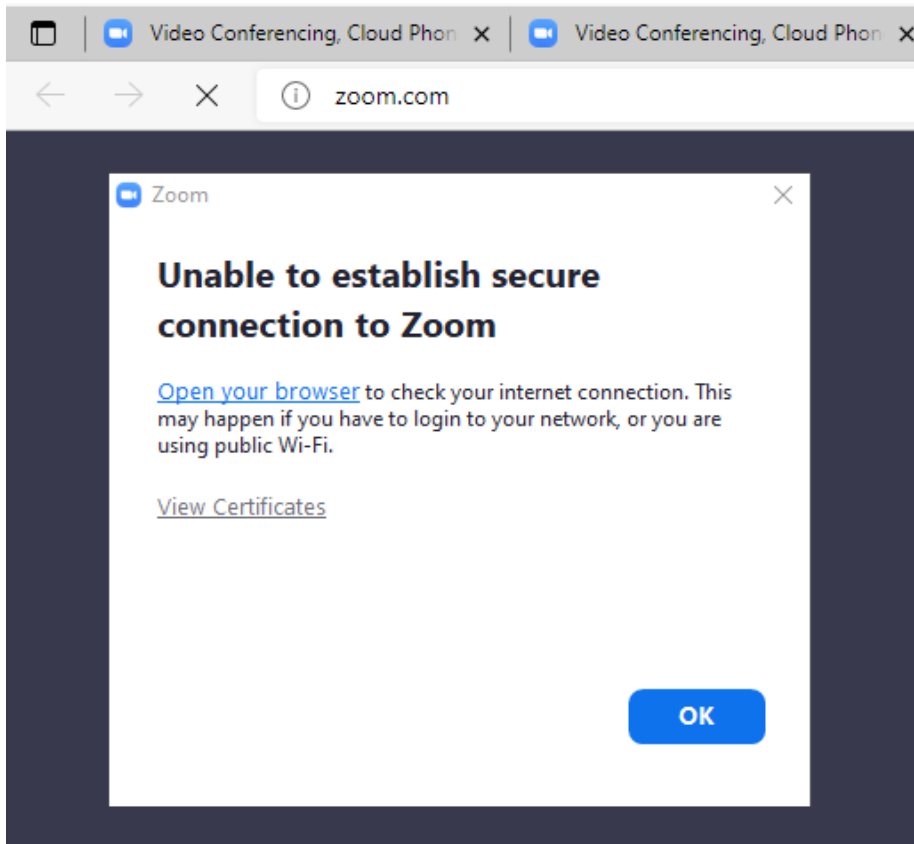 Video Conferencing, Cloud Phon
Video Conferencing, Cloud Phon
zoom.com
Zoom
Unable to establish secure
connection to Zoom
Open your browser to check your internet connection. This
may happen if you have to login to your network, or you are
using public Wi-Fi.
View Certificates
OK